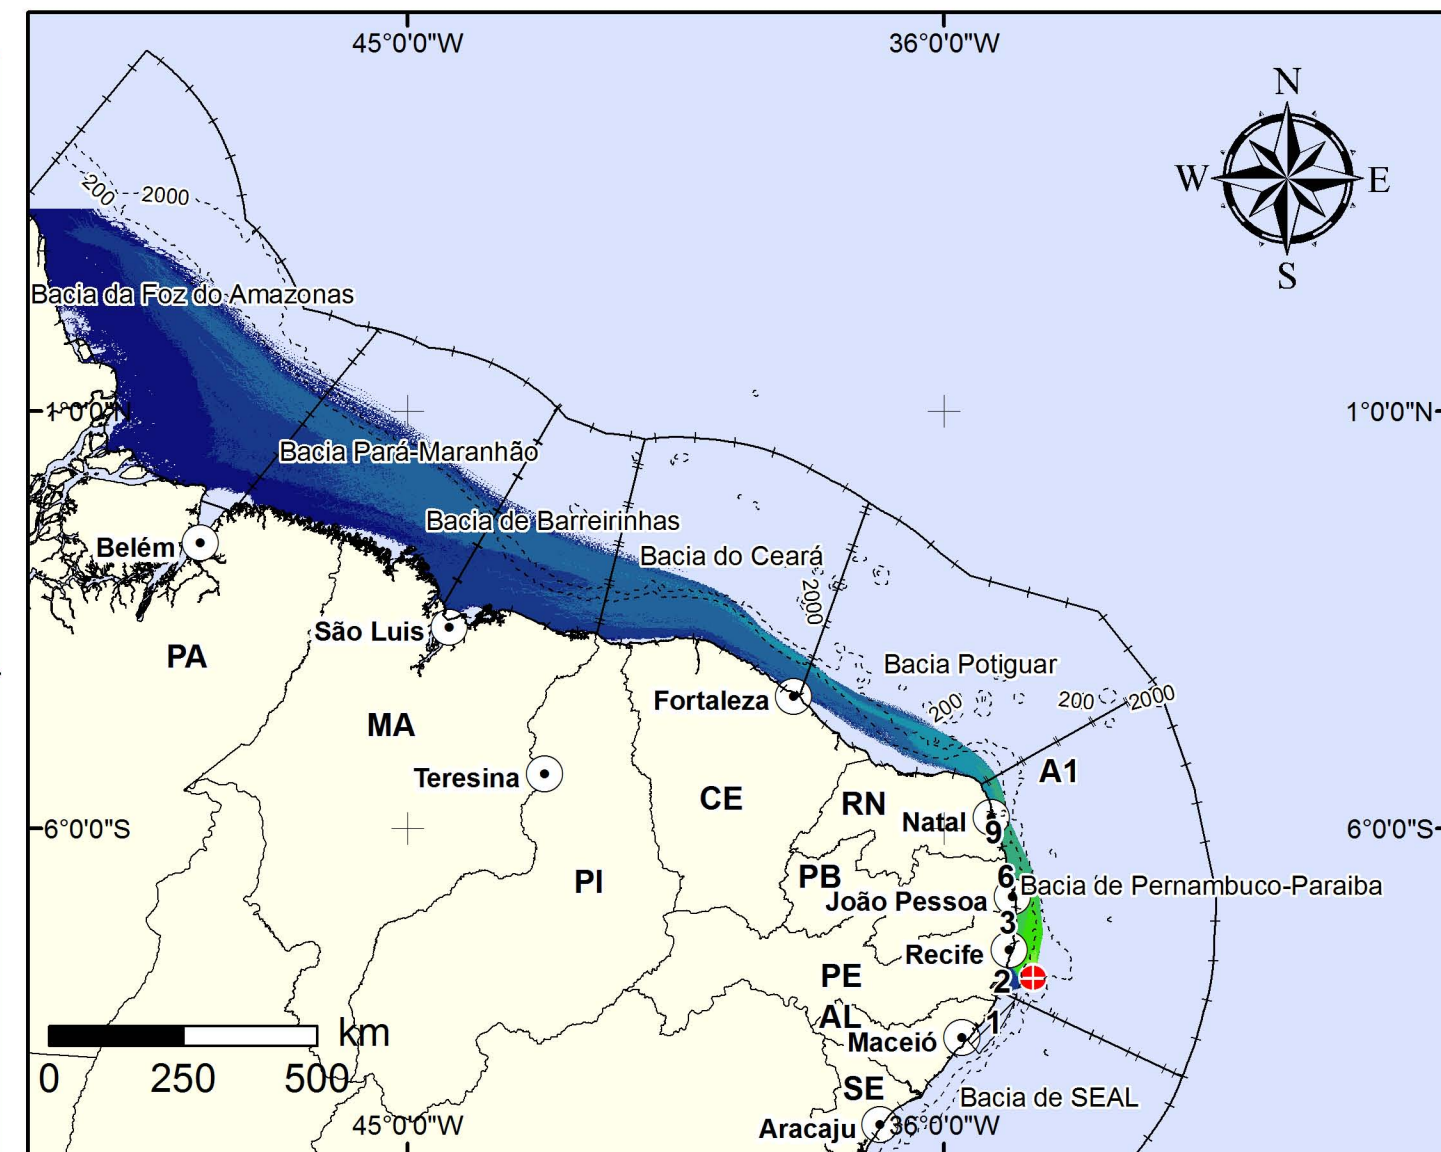 45°0'0"W
36°0'0"W
N
W
E
S
200
2000
Bacia da Foz do Amazonas
1°0'0"N
1°0'0"N
Bacia Pará-Maranhão
Bacia de Barreirinhas
Belém
Bacia do Ceará
2000
São Luis
PA
Bacia Potiguar
Fortaleza
200
200
2000
MA
Teresina
A1
CE
RN
Natal
9
6°0'0"S
6°0'0"S
PI
PB
6
Bacia de Pernambuco-Paraiba
João Pessoa
3
Recife
PE
2
AL
1
Maceió
km
0
250
500
SE
Bacia de SEAL
45°0'0"W
Aracaju
36°0'0"W